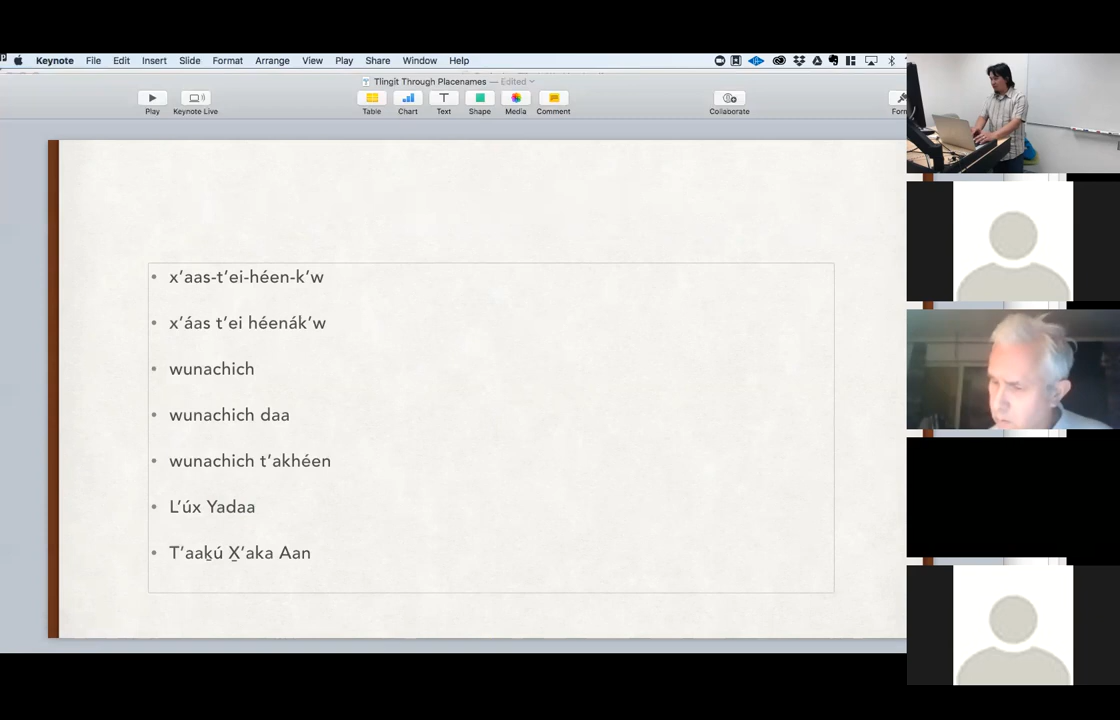 Keynote File Edit Insert Slide Format Arrange View Play Share Window Help
Tlingit Through Placenames — Edited
Play Keynote Live Table Chart Text Shape Media Comment Collaborate
• x’aas-t’ei-héen-k’w
• x’áas t’ei héenák’w
• wunachich
• wunachich daa
• wunachich t’akhéen
• L’úx Yadaa
• T’aaḵú X̱’aka Aan